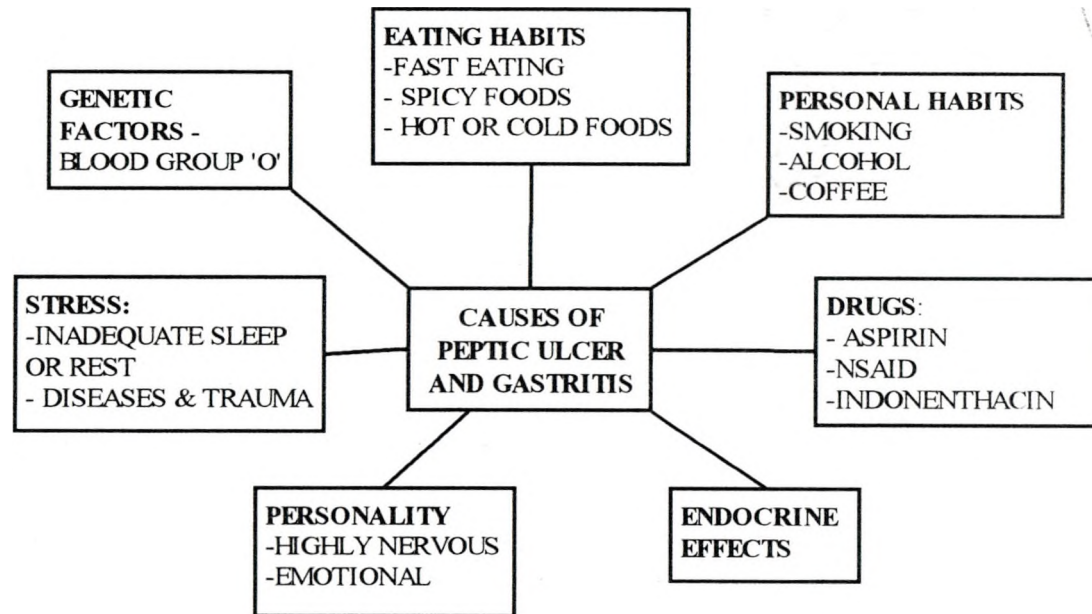 EATING HABITS
-FAST EATING
- SPICY FOODS
- HOT OR COLD FOODS
GENETIC
FACTORS -
BLOOD GROUP 'O'
PERSONAL HABITS
-SMOKING
-ALCOHOL
-COFFEE
STRESS:
-INADEQUATE SLEEP
OR REST
- DISEASES & TRAUMA
CAUSES OF
PEPTIC ULCER
AND GASTRITIS
DRUGS:
- ASPIRIN
-NSAID
-INDONENTHACIN
PERSONALITY
-HIGHLY NERVOUS
-EMOTIONAL
ENDOCRINE
EFFECTS